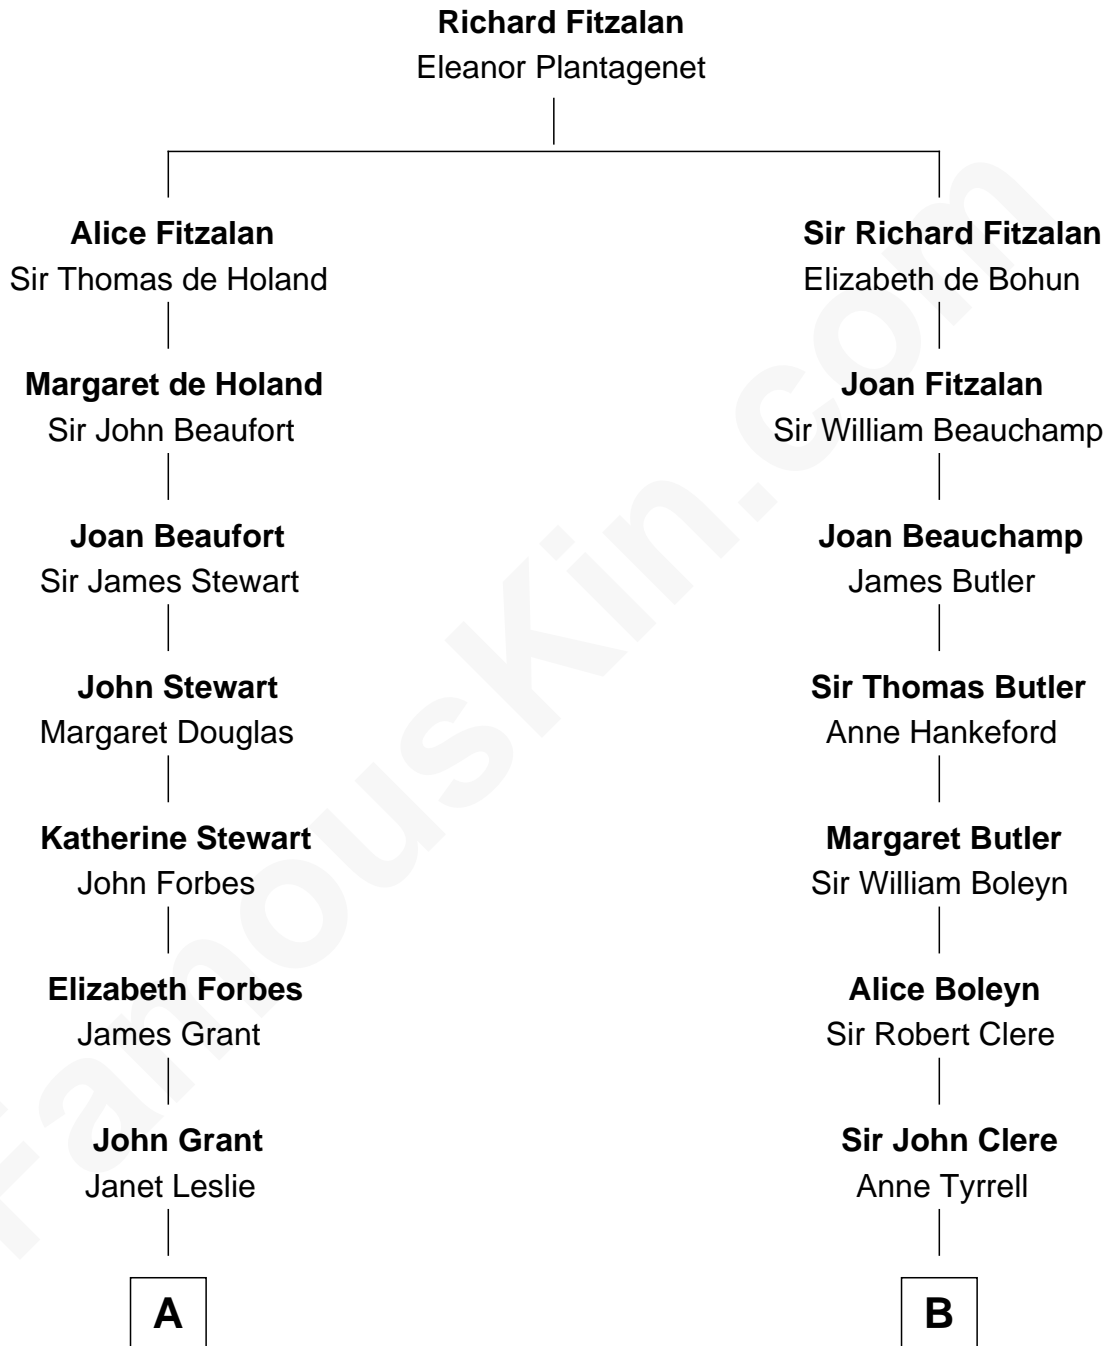 Richard Fitzalan
Eleanor Plantagenet
Alice Fitzalan
Sir Thomas de Holand
Sir Richard Fitzalan
Elizabeth de Bohun
Margaret de Holand
Sir John Beaufort
Joan Fitzalan
Sir William Beauchamp
Joan Beaufort
Sir James Stewart
Joan Beauchamp
James Butler
John Stewart
Margaret Douglas
Sir Thomas Butler
Anne Hankeford
Katherine Stewart
John Forbes
Margaret Butler
Sir William Boleyn
Elizabeth Forbes
James Grant
Alice Boleyn
Sir Robert Clere
John Grant
Janet Leslie
Sir John Clere
Anne Tyrrell
A
B
FamousKin.com